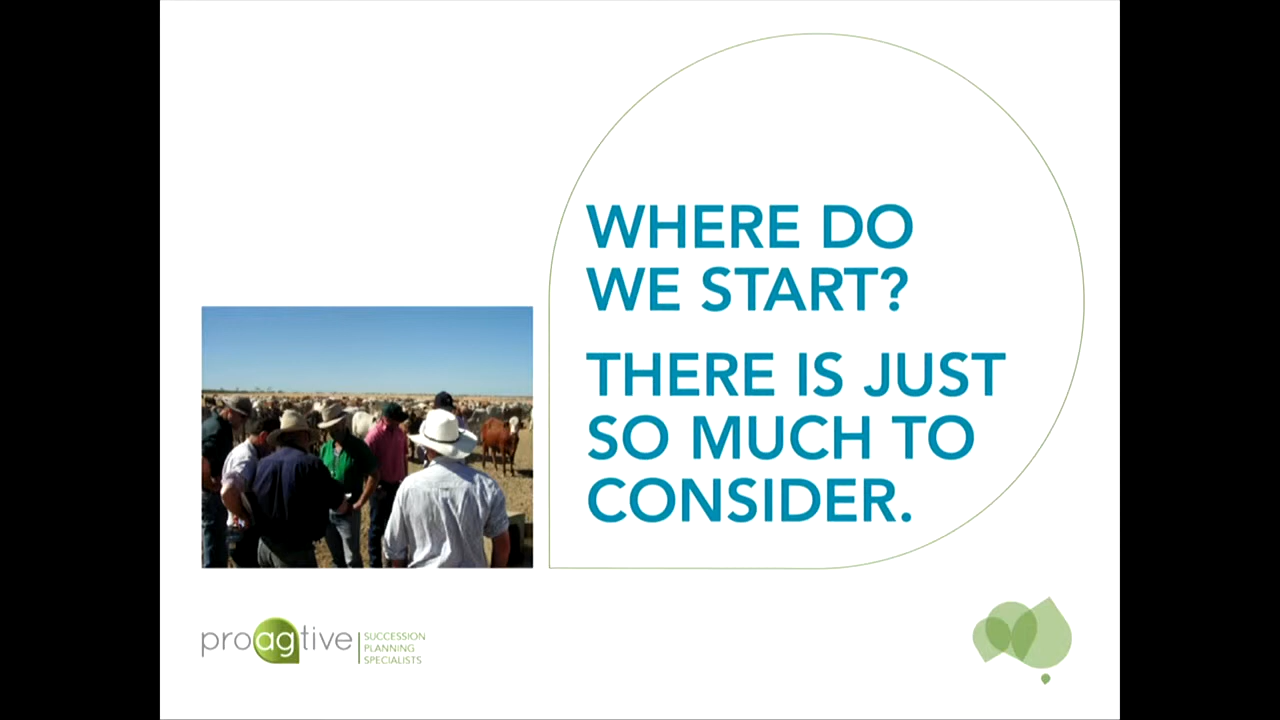 WHERE DO
WE START?
THERE IS JUST
SO MUCH TO
CONSIDER.
proagtive
SUCCESSION
PLANNING
SPECIALISTS